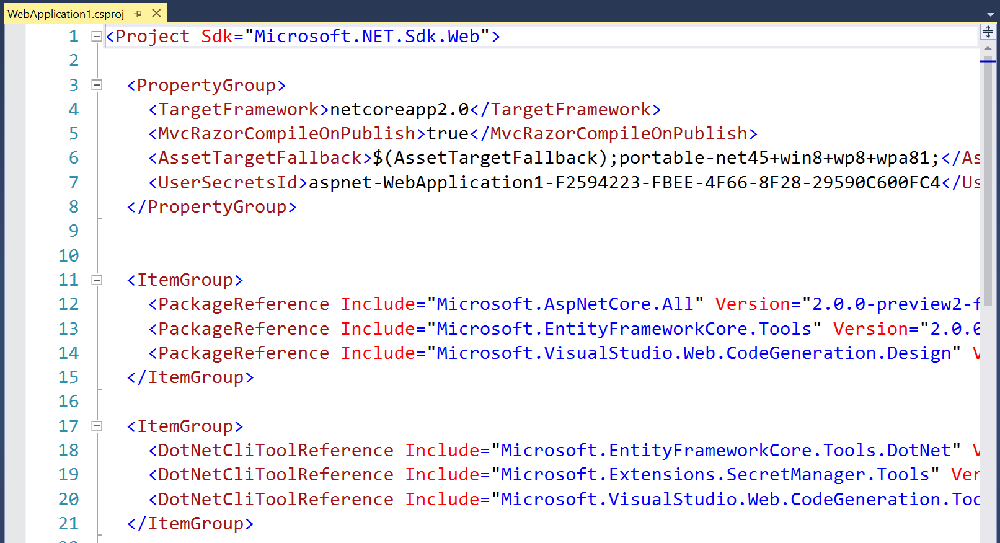 WebApplication1.csproj
1 <Project Sdk="Microsoft.NET.Sdk.Web">
2
3 <PropertyGroup>
4 <TargetFramework>netcoreapp2.0</TargetFramework>
5 <MvcRazorCompileOnPublish>true</MvcRazorCompileOnPublish>
6 <AssetTargetFallback>$(AssetTargetFallback);portable-net45+win8+wp8+wpa81;</As
7 <UserSecretsId>aspnet-WebApplication1-F2594223-FBEE-4F66-8F28-29590C600FC4</Us
8 </PropertyGroup>
9
10
11 <ItemGroup>
12 <PackageReference Include="Microsoft.AspNetCore.All" Version="2.0.0-preview2-f
13 <PackageReference Include="Microsoft.EntityFrameworkCore.Tools" Version="2.0.0
14 <PackageReference Include="Microsoft.VisualStudio.Web.CodeGeneration.Design" V
15 </ItemGroup>
16
17 <ItemGroup>
18 <DotNetCliToolReference Include="Microsoft.EntityFrameworkCore.Tools.DotNet" V
19 <DotNetCliToolReference Include="Microsoft.Extensions.SecretManager.Tools" Ver
20 <DotNetCliToolReference Include="Microsoft.VisualStudio.Web.CodeGeneration.Too
21 </ItemGroup>